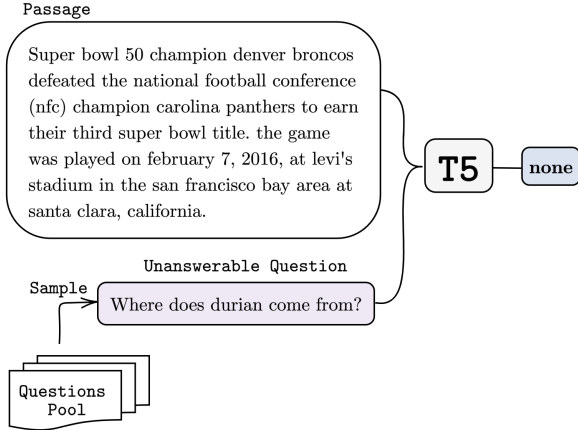 Passage
Super bowl 50 champion denver broncos
defeated the national football conference
(nfc) champion carolina panthers to earn
their third super bowl title. the game
was played on february 7, 2016, at levi's
stadium in the san francisco bay area at
santa clara, california.
T5
none
Unanswerable Question
Sample
Where does durian come from?
Questions
Pool